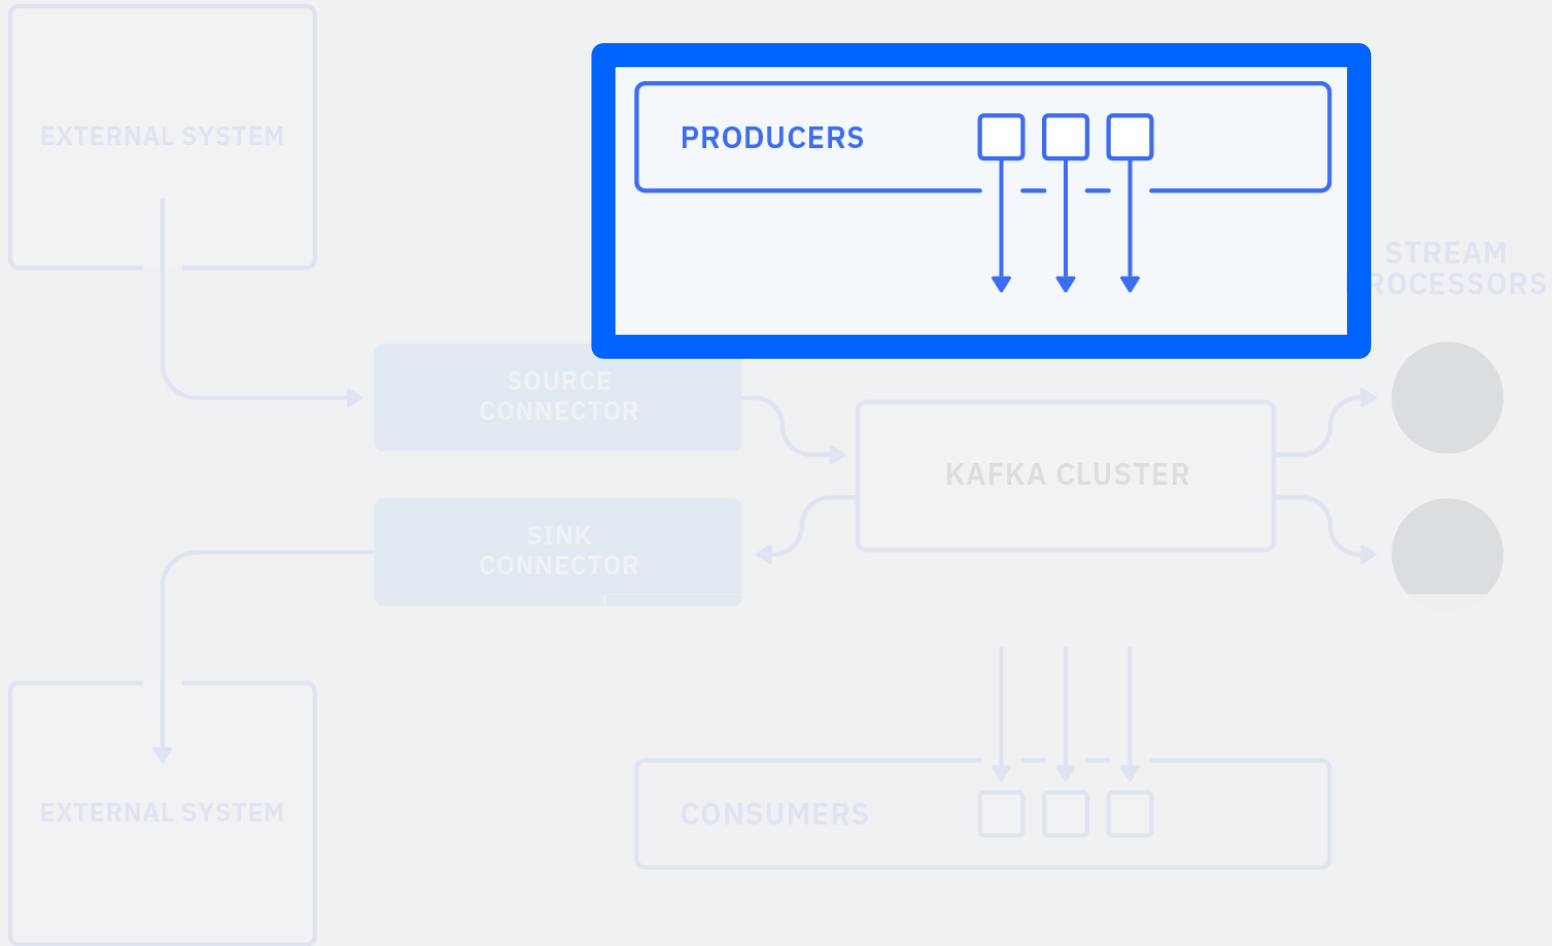 EXTERNAL SYSTEM
PRODUCERS
STREAM
ROCESSORS
SOURCE
CONNECTOR
KAFKA CLUSTER
SINK
CONNECTOR
EXTERNAL SYSTEM
CONSUMERS